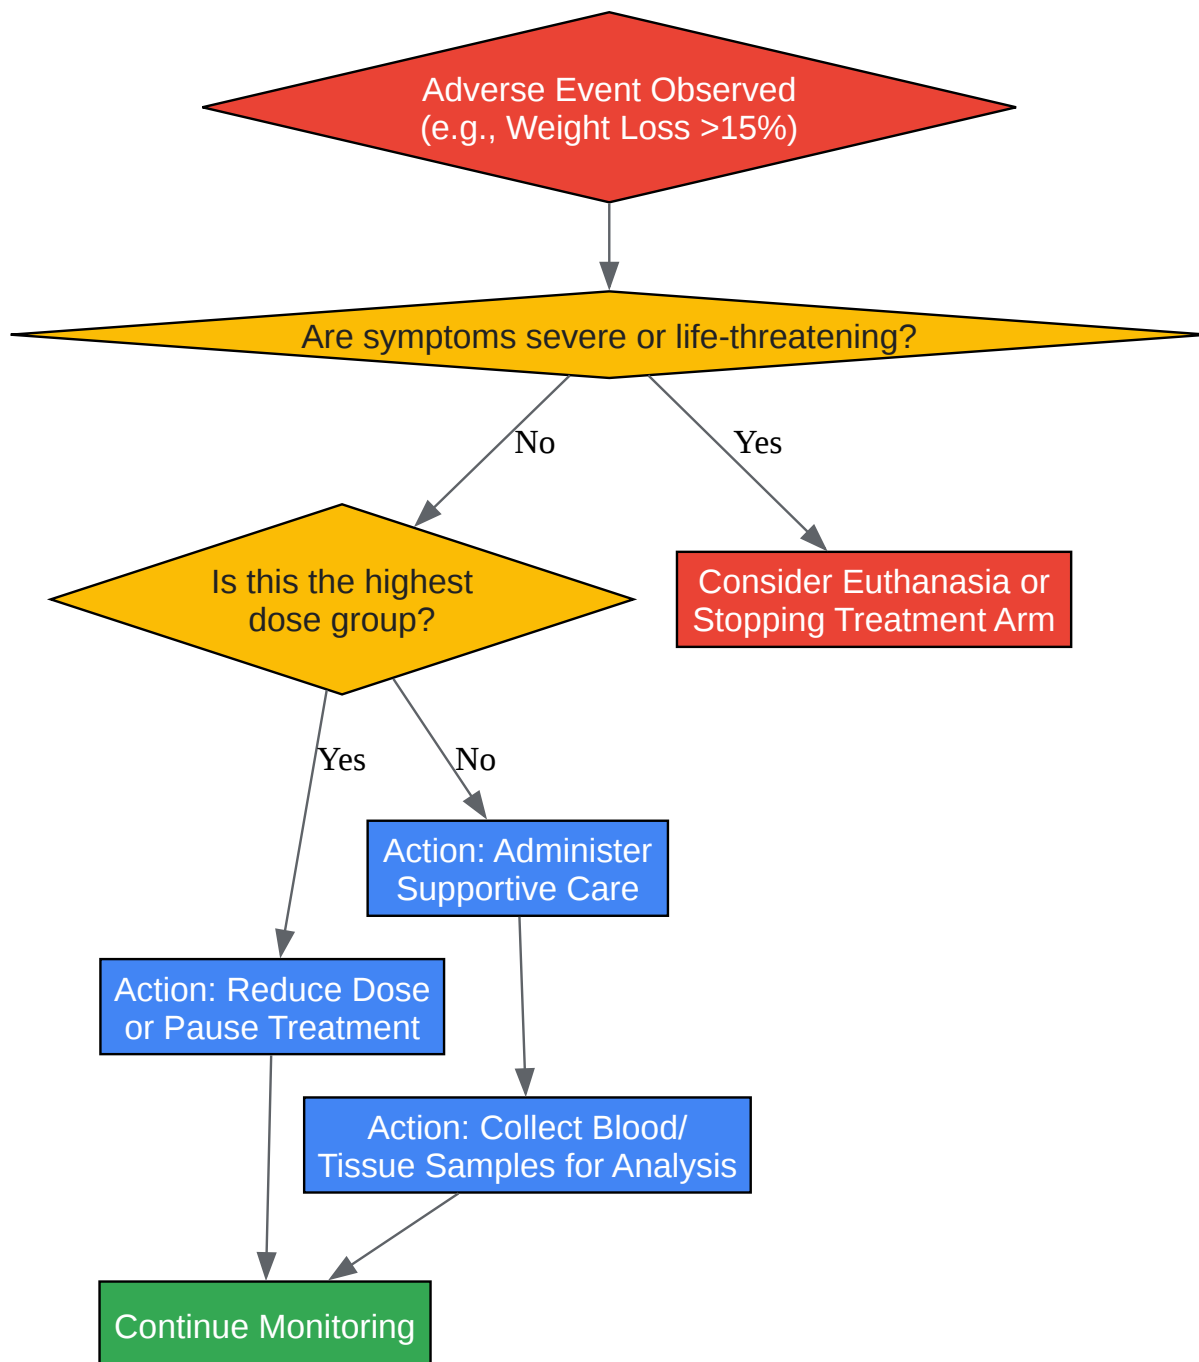 Adverse Event Observed
(e.g., Weight Loss >15%)
Are symptoms severe or life-threatening?
No
Yes
Is this the highest
dose group?
Consider Euthanasia or
Stopping Treatment Arm
Yes
No
Action: Administer
Supportive Care
Action: Reduce Dose
or Pause Treatment
Action: Collect Blood/
Tissue Samples for Analysis
Continue Monitoring